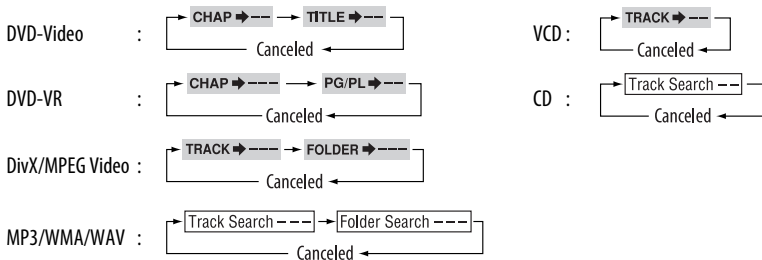 DVD-Video : CHAP ➧ -- TITLE ➧ --
Canceled
DVD-VR : CHAP ➧ --- PG/PL ➧ --
Canceled
DivX/MPEG Video : TRACK ➧ --- FOLDER ➧ ---
Canceled
MP3/WMA/WAV : Track Search --- Folder Search ---
Canceled
VCD : TRACK ➧ --
Canceled
CD : Track Search --
Canceled